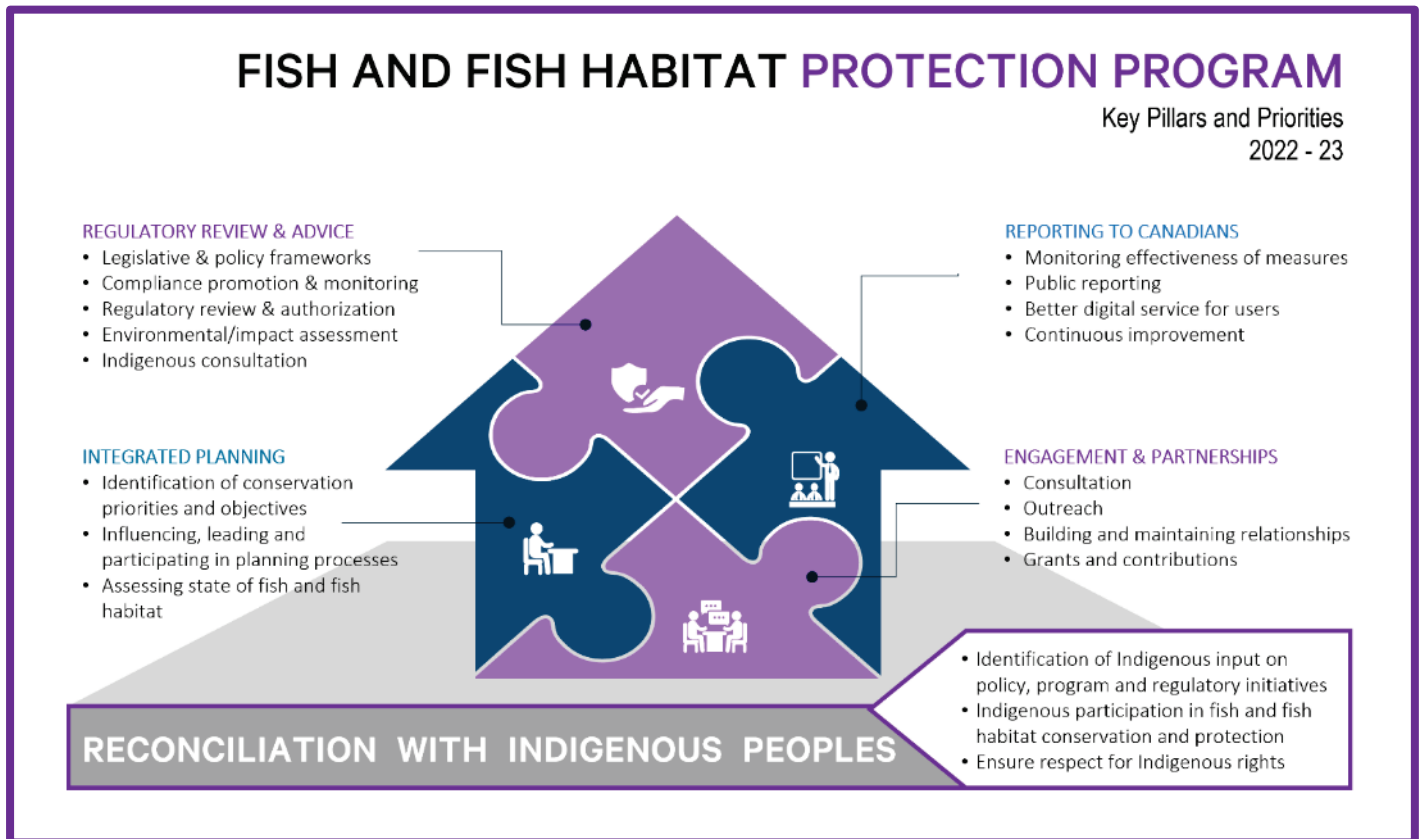 FISH AND FISH HABITAT PROTECTION PROGRAM
Key Pillars and Priorities
2022 - 23
REGULATORY REVIEW & ADVICE
• Legislative & policy frameworks
• Compliance promotion & monitoring
• Regulatory review & authorization
• Environmental/impact assessment
• Indigenous consultation
INTEGRATED PLANNING
• Identification of conservation
priorities and objectives
• Influencing, leading and
participating in planning processes
• Assessing state of fish and fish
habitat
REPORTING TO CANADIANS
• Monitoring effectiveness of measures
• Public reporting
• Better digital service for users
• Continuous improvement
ENGAGEMENT & PARTNERSHIPS
• Consultation
• Outreach
• Building and maintaining relationships
• Grants and contributions
RECONCILIATION WITH INDIGENOUS PEOPLES
• Identification of Indigenous input on
policy, program and regulatory initiatives
• Indigenous participation in fish and fish
habitat conservation and protection
• Ensure respect for Indigenous rights